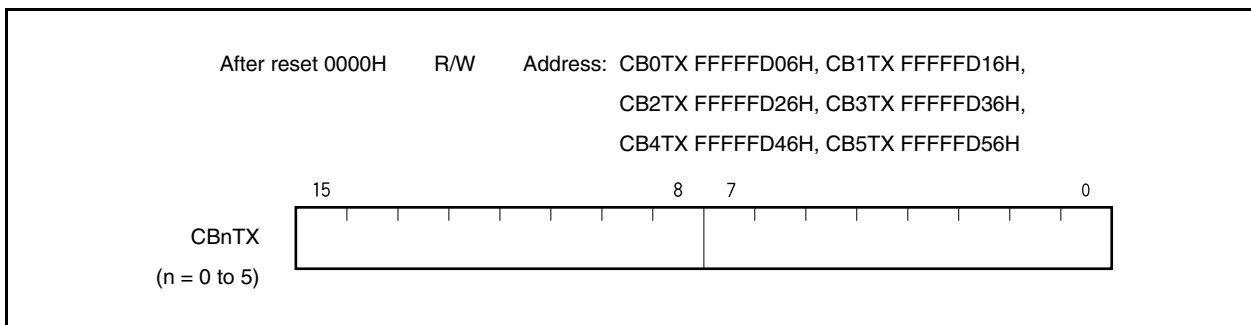 After reset 0000H R/W Address: CB0TX FFFFFD06H, CB1TX FFFFFD16H,
CB2TX FFFFFD26H, CB3TX FFFFFD36H,
CB4TX FFFFFD46H, CB5TX FFFFFD56H
15 8 7 0
CBnTX
(n = 0 to 5)